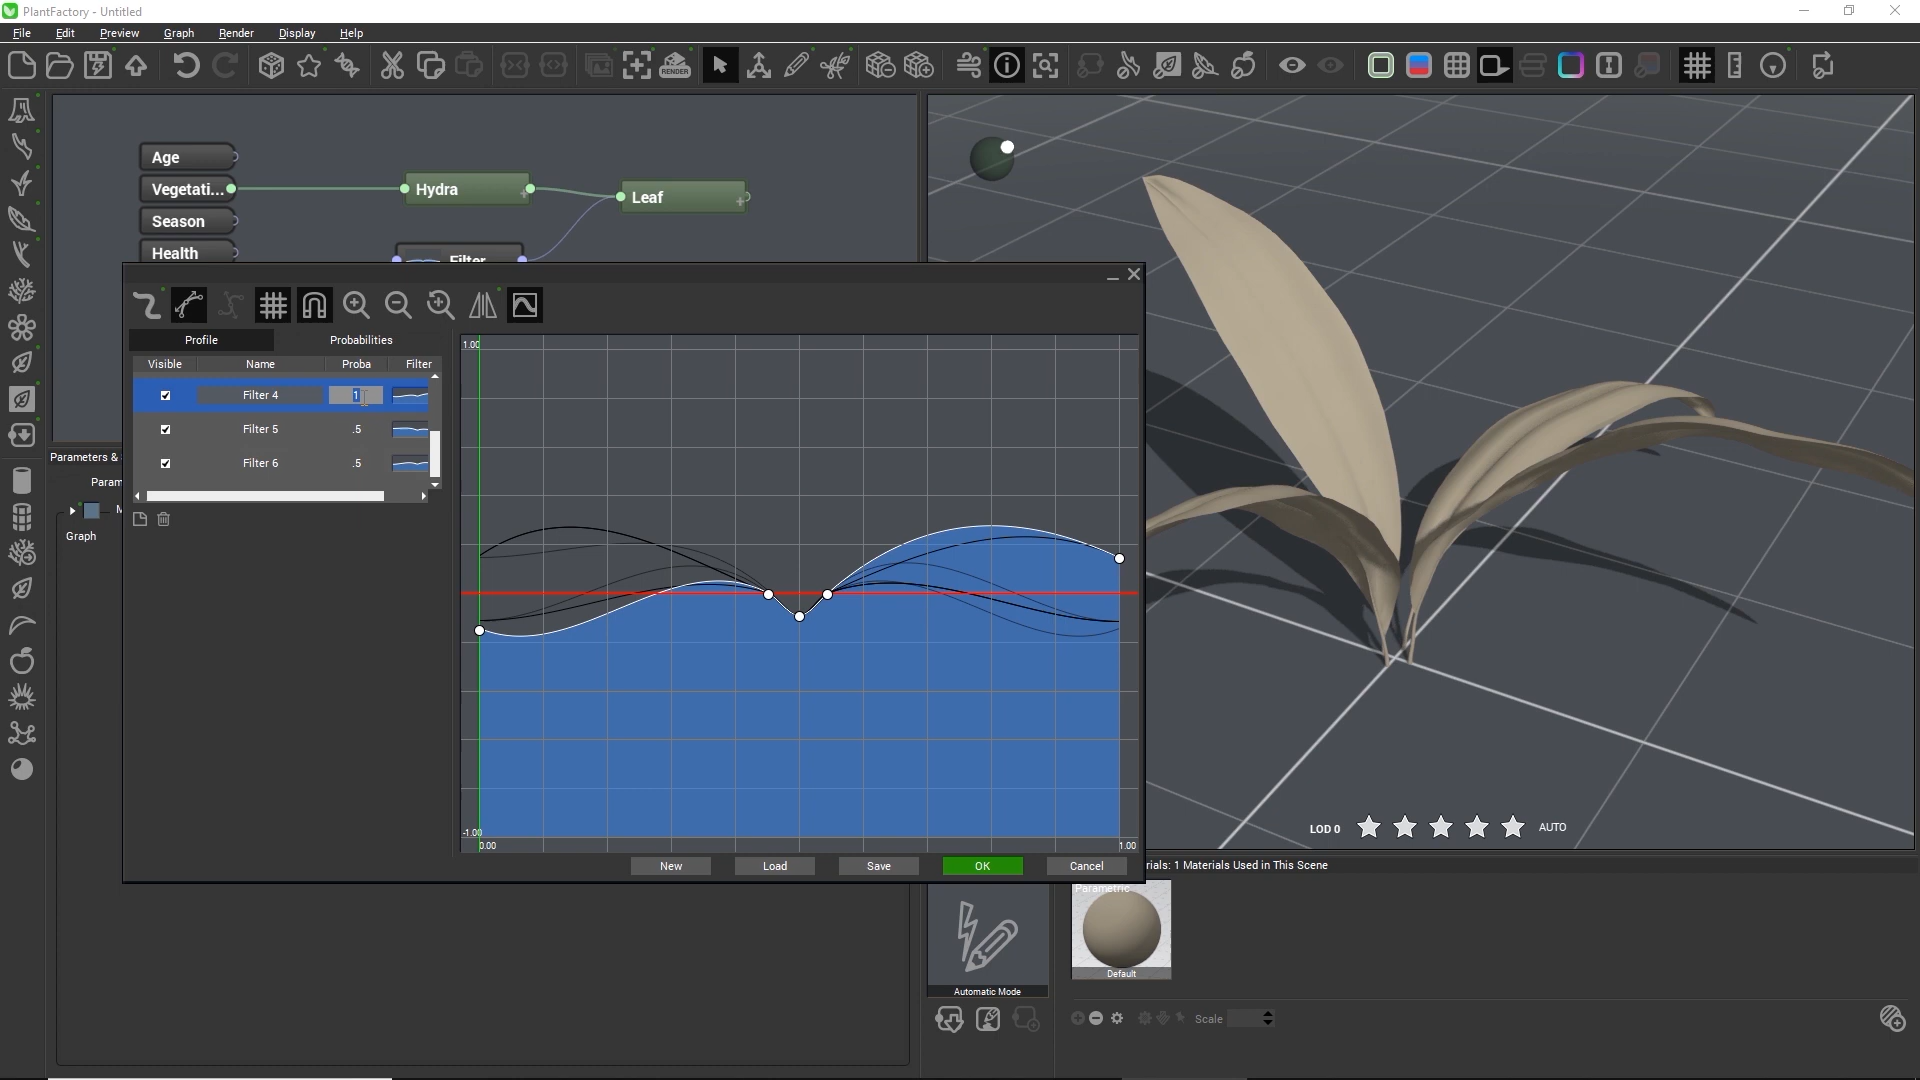 PlantFactory - Untitled
File Edit Preview Graph Render Display Help
RENDER
Age
Vegetati...
Season
Health
Hydra
Leaf
Filter
Parameters &
Param
M
Graph
Profile Probabilities
Visible Name Proba Filter
Filter 4 1
Filter 5 .5
Filter 6 .5
1.00
-1.00
0.00 1.00
New Load Save OK Cancel
LOD 0 AUTO
rials: 1 Materials Used in This Scene
Parametric
Default
Automatic Mode
Scale